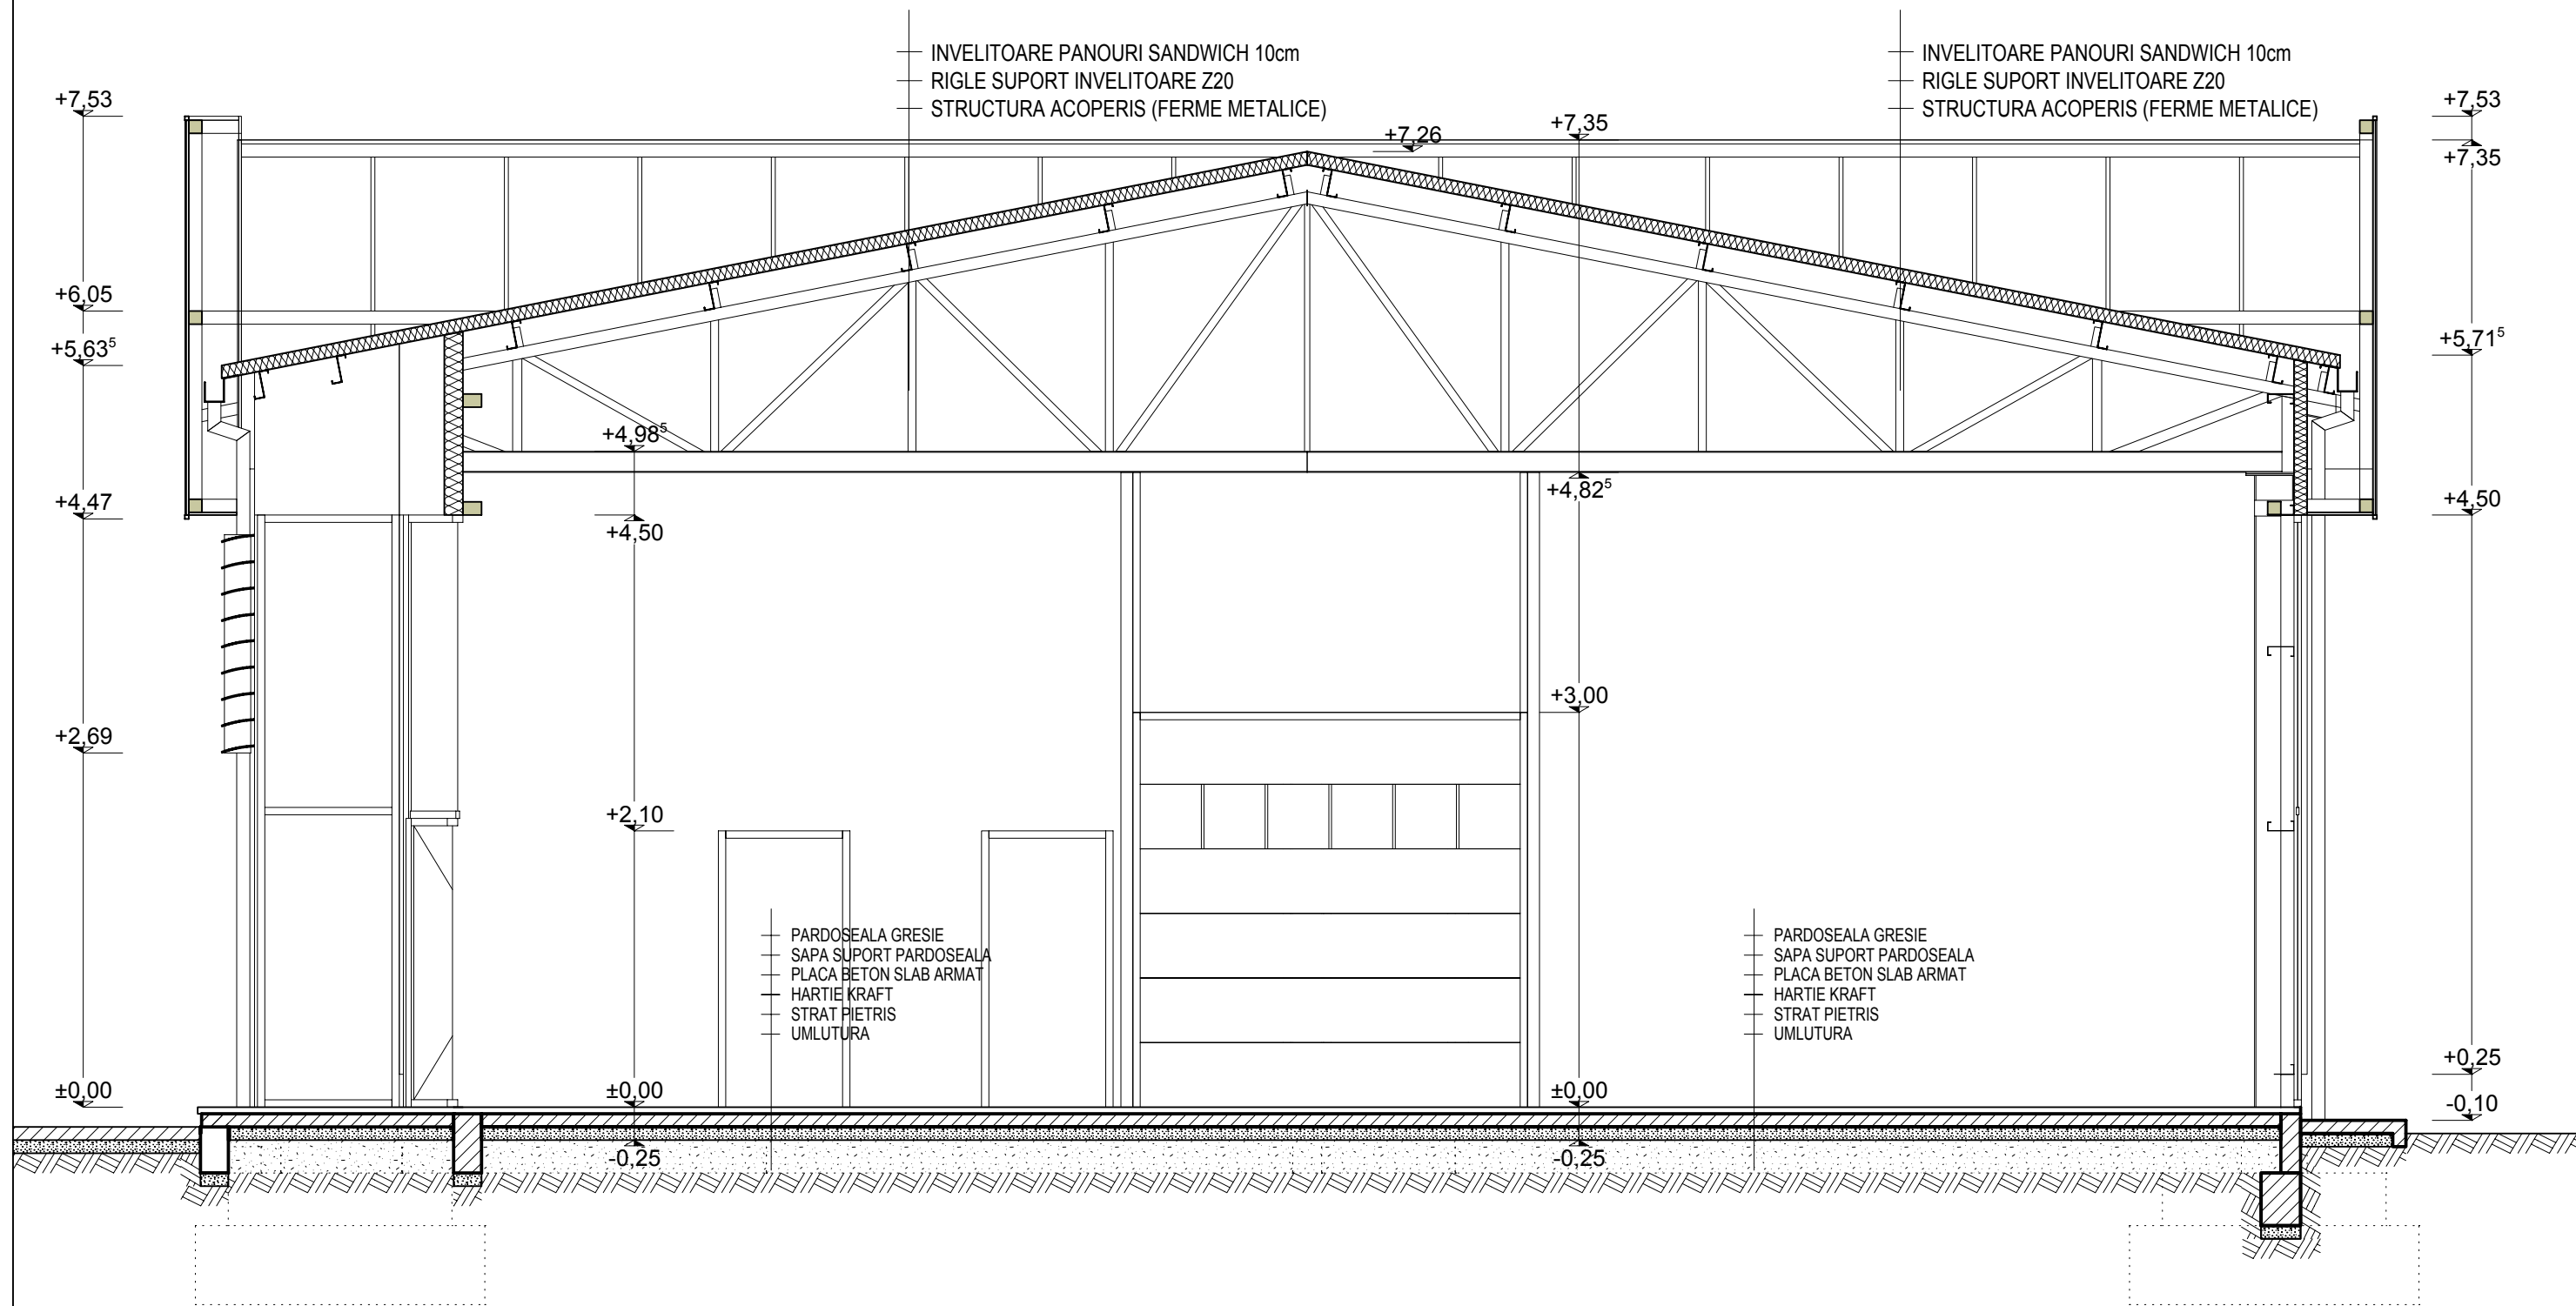 INVELITOARE PANOURI SANDWICH 10cm
RIGLE SUPORT INVELITOARE Z20
STRUCTURA ACOPERIS (FERME METALICE)
INVELITOARE PANOURI SANDWICH 10cm
RIGLE SUPORT INVELITOARE Z20
STRUCTURA ACOPERIS (FERME METALICE)
+7,53
+6,05
+5,63⁵
+4,47
+2,69
±0,00
+4,98⁵
+4,50
+2,10
±0,00
-0,25
PARDOSEALA GRESIE
SAPA SUPORT PARDOSEALA
PLACA BETON SLAB ARMAT
HARTIE KRAFT
STRAT PIETRIS
UMLUTURA
+7,26
+7,35
+4,82⁵
+3,00
±0,00
-0,25
PARDOSEALA GRESIE
SAPA SUPORT PARDOSEALA
PLACA BETON SLAB ARMAT
HARTIE KRAFT
STRAT PIETRIS
UMLUTURA
+7,53
+7,35
+5,71⁵
+4,50
+0,25
-0,10